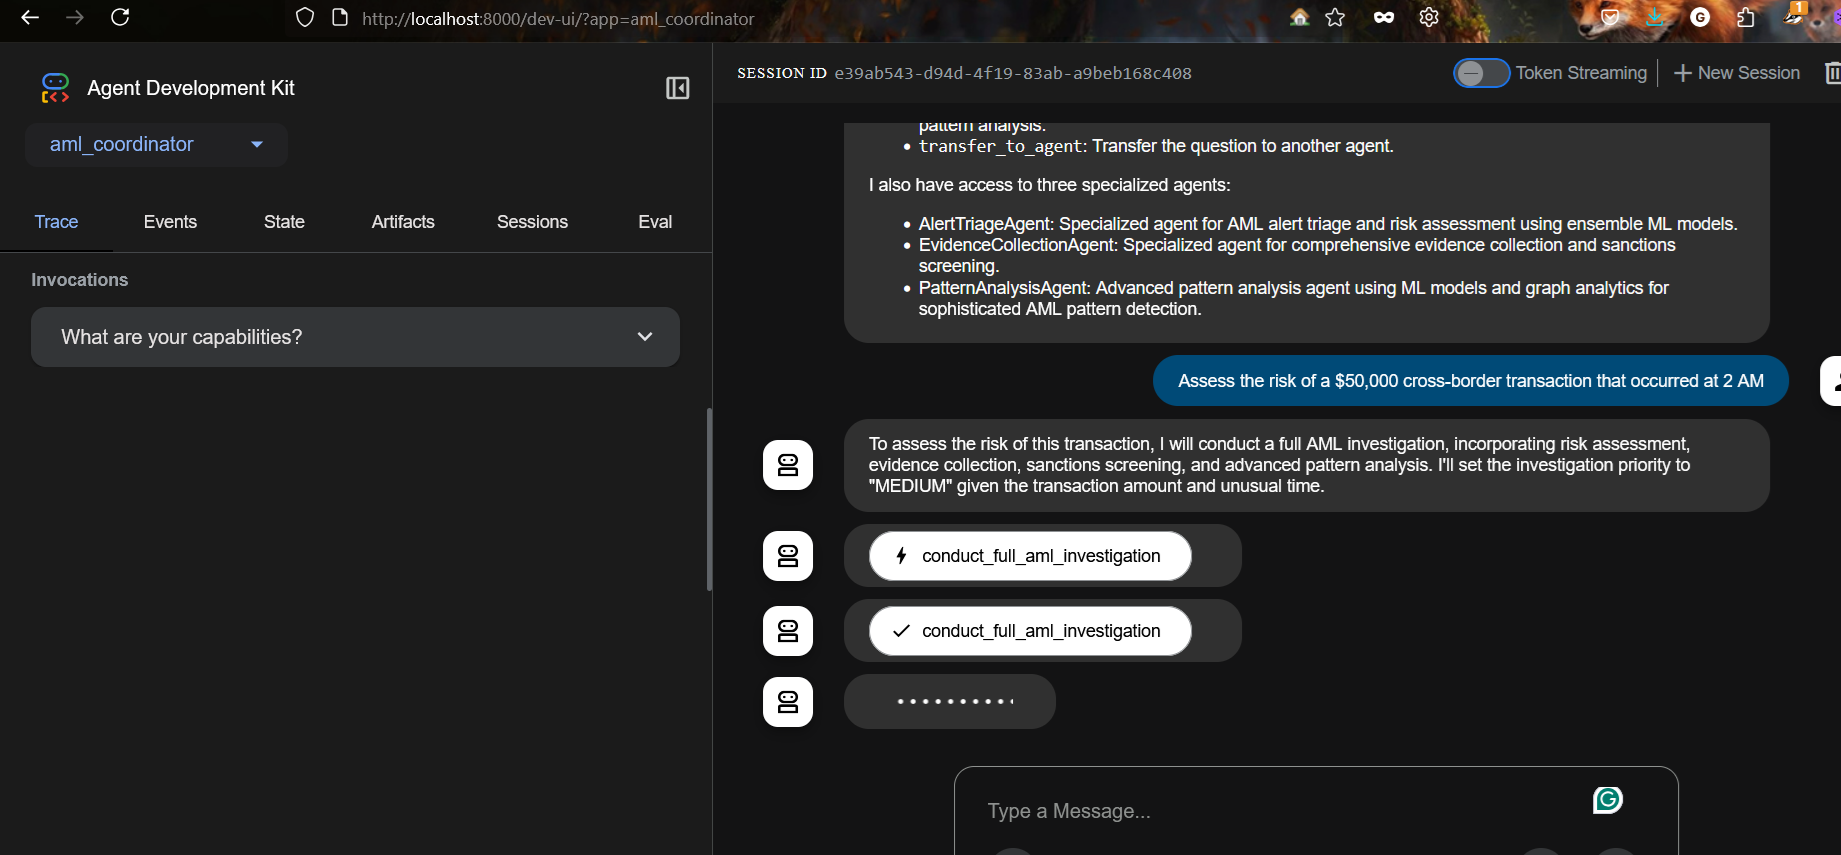 http://localhost:8000/dev-ui/?app=aml_coordinator
1
Agent Development Kit
aml_coordinator
Trace Events State Artifacts Sessions Eval
Invocations
What are your capabilities?
SESSION ID e39ab543-d94d-4f19-83ab-a9beb168c408
Token Streaming
New Session
pattern analysis.
• transfer_to_agent: Transfer the question to another agent.
I also have access to three specialized agents:
• AlertTriageAgent: Specialized agent for AML alert triage and risk assessment using ensemble ML models.
• EvidenceCollectionAgent: Specialized agent for comprehensive evidence collection and sanctions
screening.
• PatternAnalysisAgent: Advanced pattern analysis agent using ML models and graph analytics for
sophisticated AML pattern detection.
Assess the risk of a $50,000 cross-border transaction that occurred at 2 AM
To assess the risk of this transaction, I will conduct a full AML investigation, incorporating risk assessment,
evidence collection, sanctions screening, and advanced pattern analysis. I'll set the investigation priority to
"MEDIUM" given the transaction amount and unusual time.
conduct_full_aml_investigation
conduct_full_aml_investigation
Type a Message...